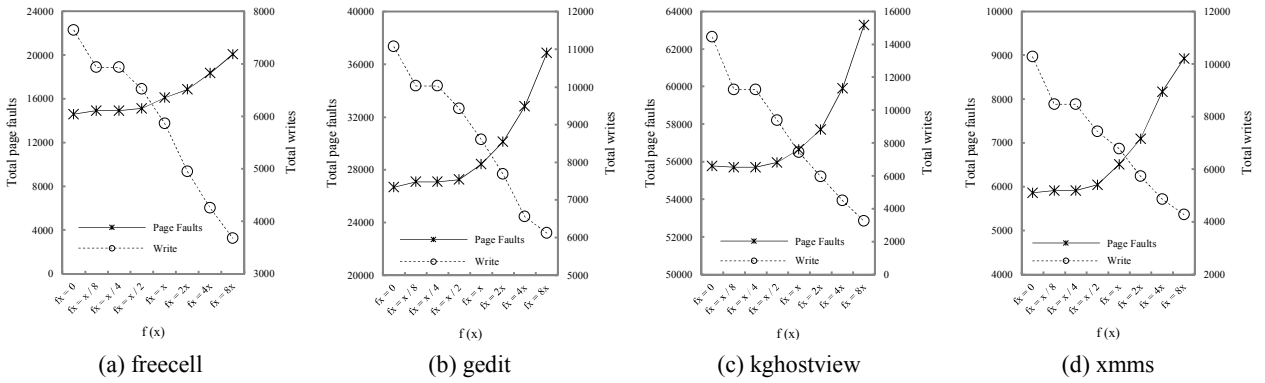 24000
20000
16000
12000
8000
4000
0
Total page faults
8000
7000
6000
5000
4000
3000
Total writes
Page Faults
Write
fx = 0
fx = x / 8
fx = x / 4
fx = x / 2
fx = x
fx = 2x
fx = 4x
fx = 8x
f (x)
(a) freecell
40000
36000
32000
28000
24000
20000
Total page faults
12000
11000
10000
9000
8000
7000
6000
5000
Total writes
Page Faults
Write
fx = 0
fx = x / 8
fx = x / 4
fx = x / 2
fx = x
fx = 2x
fx = 4x
fx = 8x
f (x)
(b) gedit
64000
62000
60000
58000
56000
54000
52000
50000
Total page faults
16000
14000
12000
10000
8000
6000
4000
2000
0
Total writes
Page Faults
Write
fx = 0
fx = x / 8
fx = x / 4
fx = x / 2
fx = x
fx = 2x
fx = 4x
fx = 8x
f (x)
(c) kghostview
10000
9000
8000
7000
6000
5000
4000
Total page faults
12000
10000
8000
6000
4000
2000
Total writes
Page Faults
Write
fx = 0
fx = x / 8
fx = x / 4
fx = x / 2
fx = x
fx = 2x
fx = 4x
fx = 8x
f (x)
(d) xmms